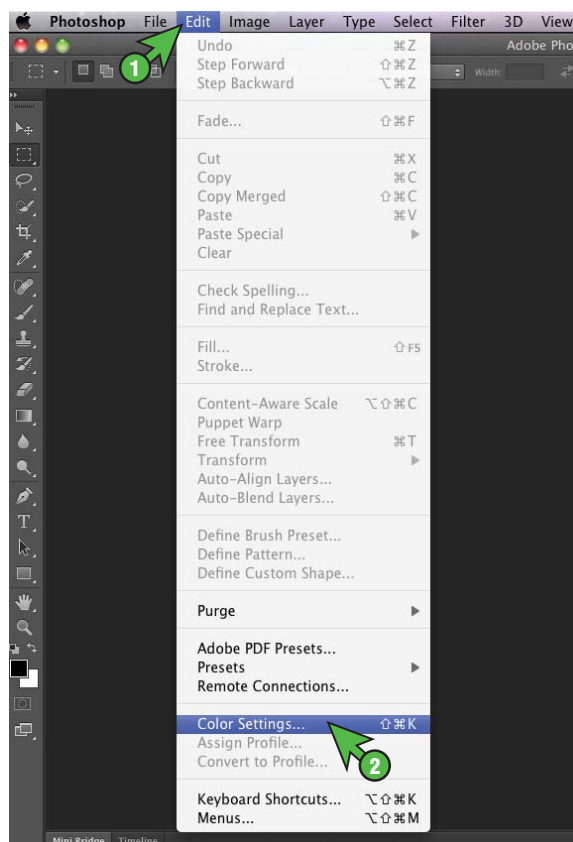 Photoshop File Edit Image Layer Type Select Filter 3D View
Adobe Pho
1
Width:
Undo ⌘Z
Step Forward ⇧⌘Z
Step Backward ⌥⌘Z
Fade... ⇧⌘F
Cut ⌘X
Copy ⌘C
Copy Merged ⇧⌘C
Paste ⌘V
Paste Special ▶
Clear
Check Spelling...
Find and Replace Text...
Fill... ⇧F5
Stroke...
Content-Aware Scale ⌥⇧⌘C
Puppet Warp
Free Transform ⌘T
Transform ▶
Auto-Align Layers...
Auto-Blend Layers...
Define Brush Preset...
Define Pattern...
Define Custom Shape...
Purge ▶
Adobe PDF Presets...
Presets ▶
Remote Connections...
Color Settings... ⇧⌘K
Assign Profile...
2
Convert to Profile...
Keyboard Shortcuts... ⌥⇧⌘K
Menus... ⌥⇧⌘M
Mini Bridge Timeline